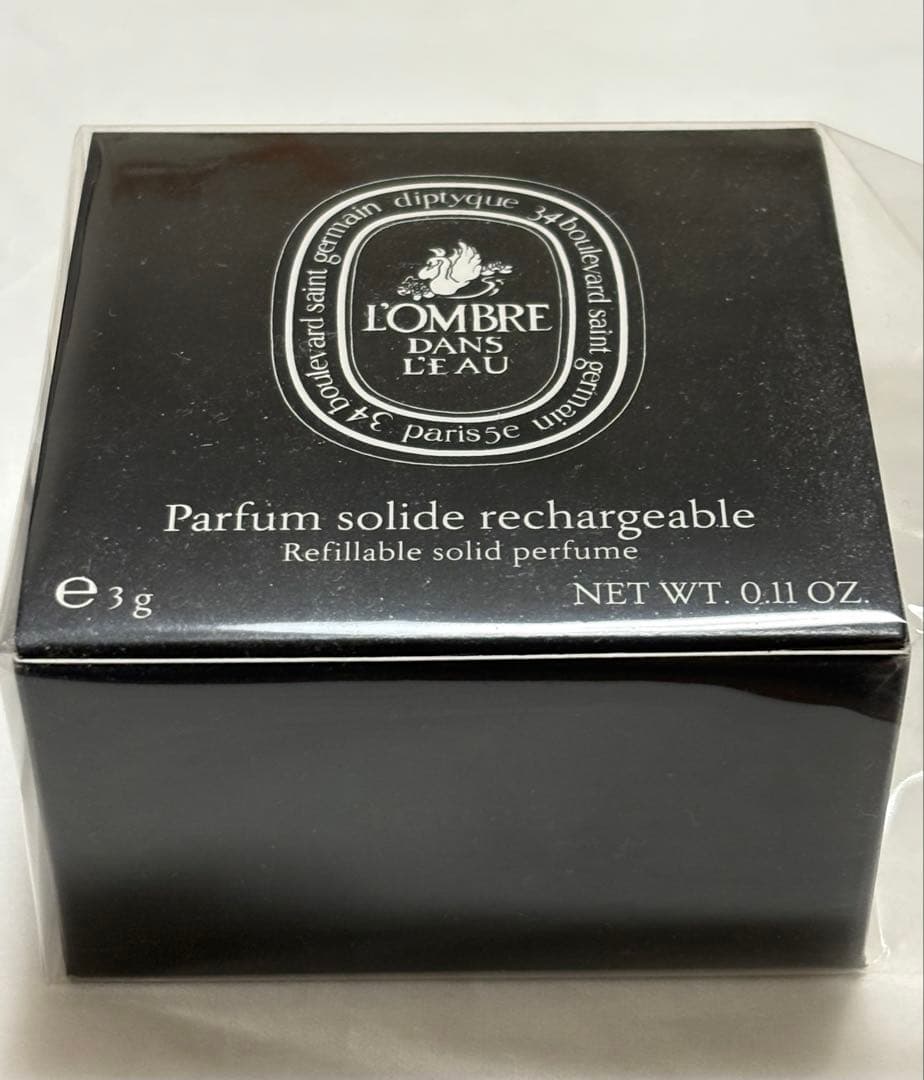 diptyque 34 boulevard saint germain paris 5e 34 boulevard saint germain
L'OMBRE
DANS
L'EAU
Parfum solide rechargeable
Refillable solid perfume
e 3 g NET WT. 0.11 OZ.